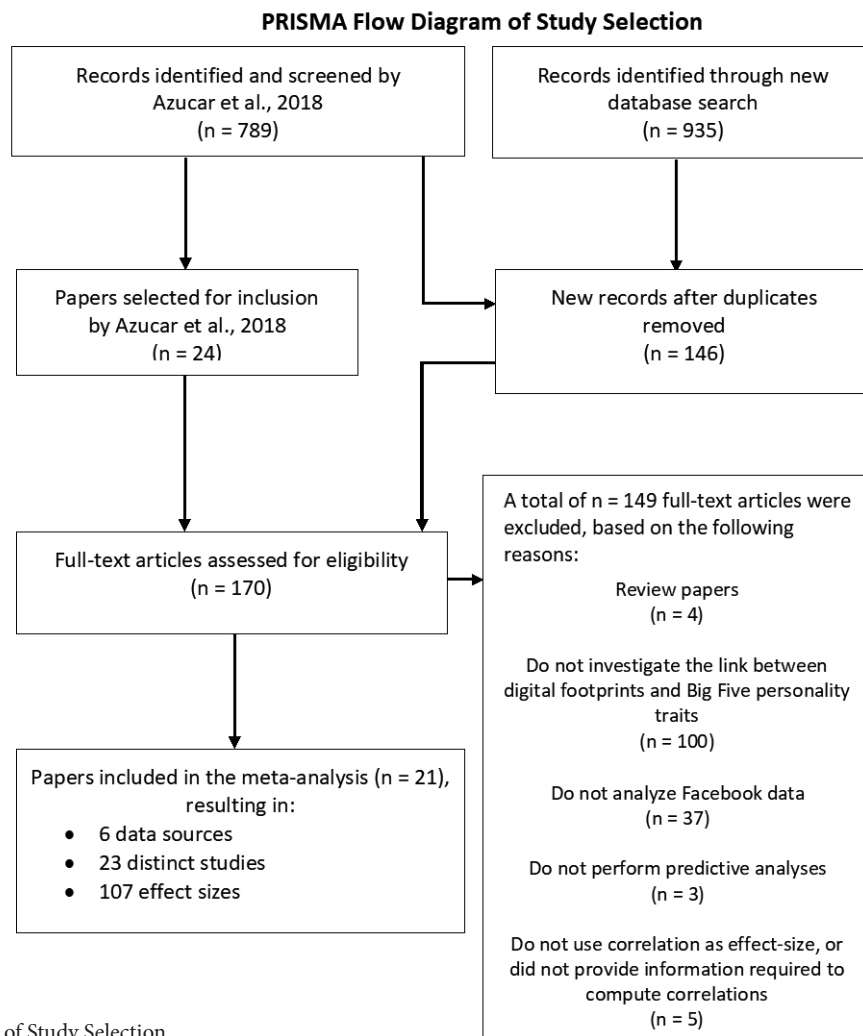 PRISMA Flow Diagram of Study Selection
Records identified and screened by
Azucar et al., 2018
(n = 789)
Records identified through new
database search
(n = 935)
Papers selected for inclusion
by Azucar et al., 2018
(n = 24)
New records after duplicates
removed
(n = 146)
Full-text articles assessed for eligibility
(n = 170)
A total of n = 149 full-text articles were
excluded, based on the following
reasons:
Review papers
(n = 4)
Do not investigate the link between
digital footprints and Big Five personality
traits
(n = 100)
Do not analyze Facebook data
(n = 37)
Do not perform predictive analyses
(n = 3)
Do not use correlation as effect-size, or
did not provide information required to
compute correlations
(n = 5)
Papers included in the meta-analysis (n = 21),
resulting in:
• 6 data sources
• 23 distinct studies
• 107 effect sizes
of Study Selection